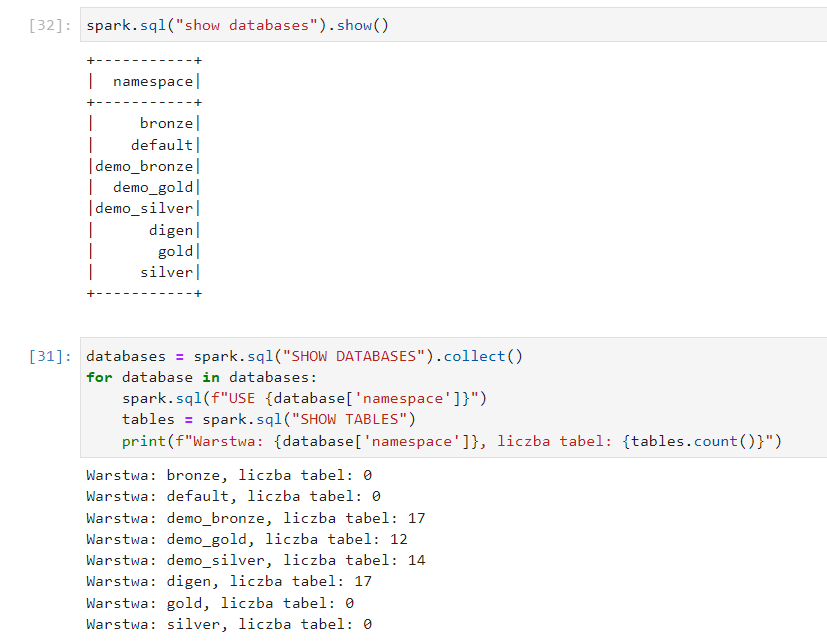 [32]: spark.sql("show databases").show()
+-----------+
|  namespace|
+-----------+
|     bronze|
|    default|
|demo_bronze|
|  demo_gold|
|demo_silver|
|      digen|
|       gold|
|     silver|
+-----------+
[31]: databases = spark.sql("SHOW DATABASES").collect()
for database in databases:
    spark.sql(f"USE {database['namespace']}")
    tables = spark.sql("SHOW TABLES")
    print(f"Warstwa: {database['namespace']}, liczba tabel: {tables.count()}")
Warstwa: bronze, liczba tabel: 0
Warstwa: default, liczba tabel: 0
Warstwa: demo_bronze, liczba tabel: 17
Warstwa: demo_gold, liczba tabel: 12
Warstwa: demo_silver, liczba tabel: 14
Warstwa: digen, liczba tabel: 17
Warstwa: gold, liczba tabel: 0
Warstwa: silver, liczba tabel: 0